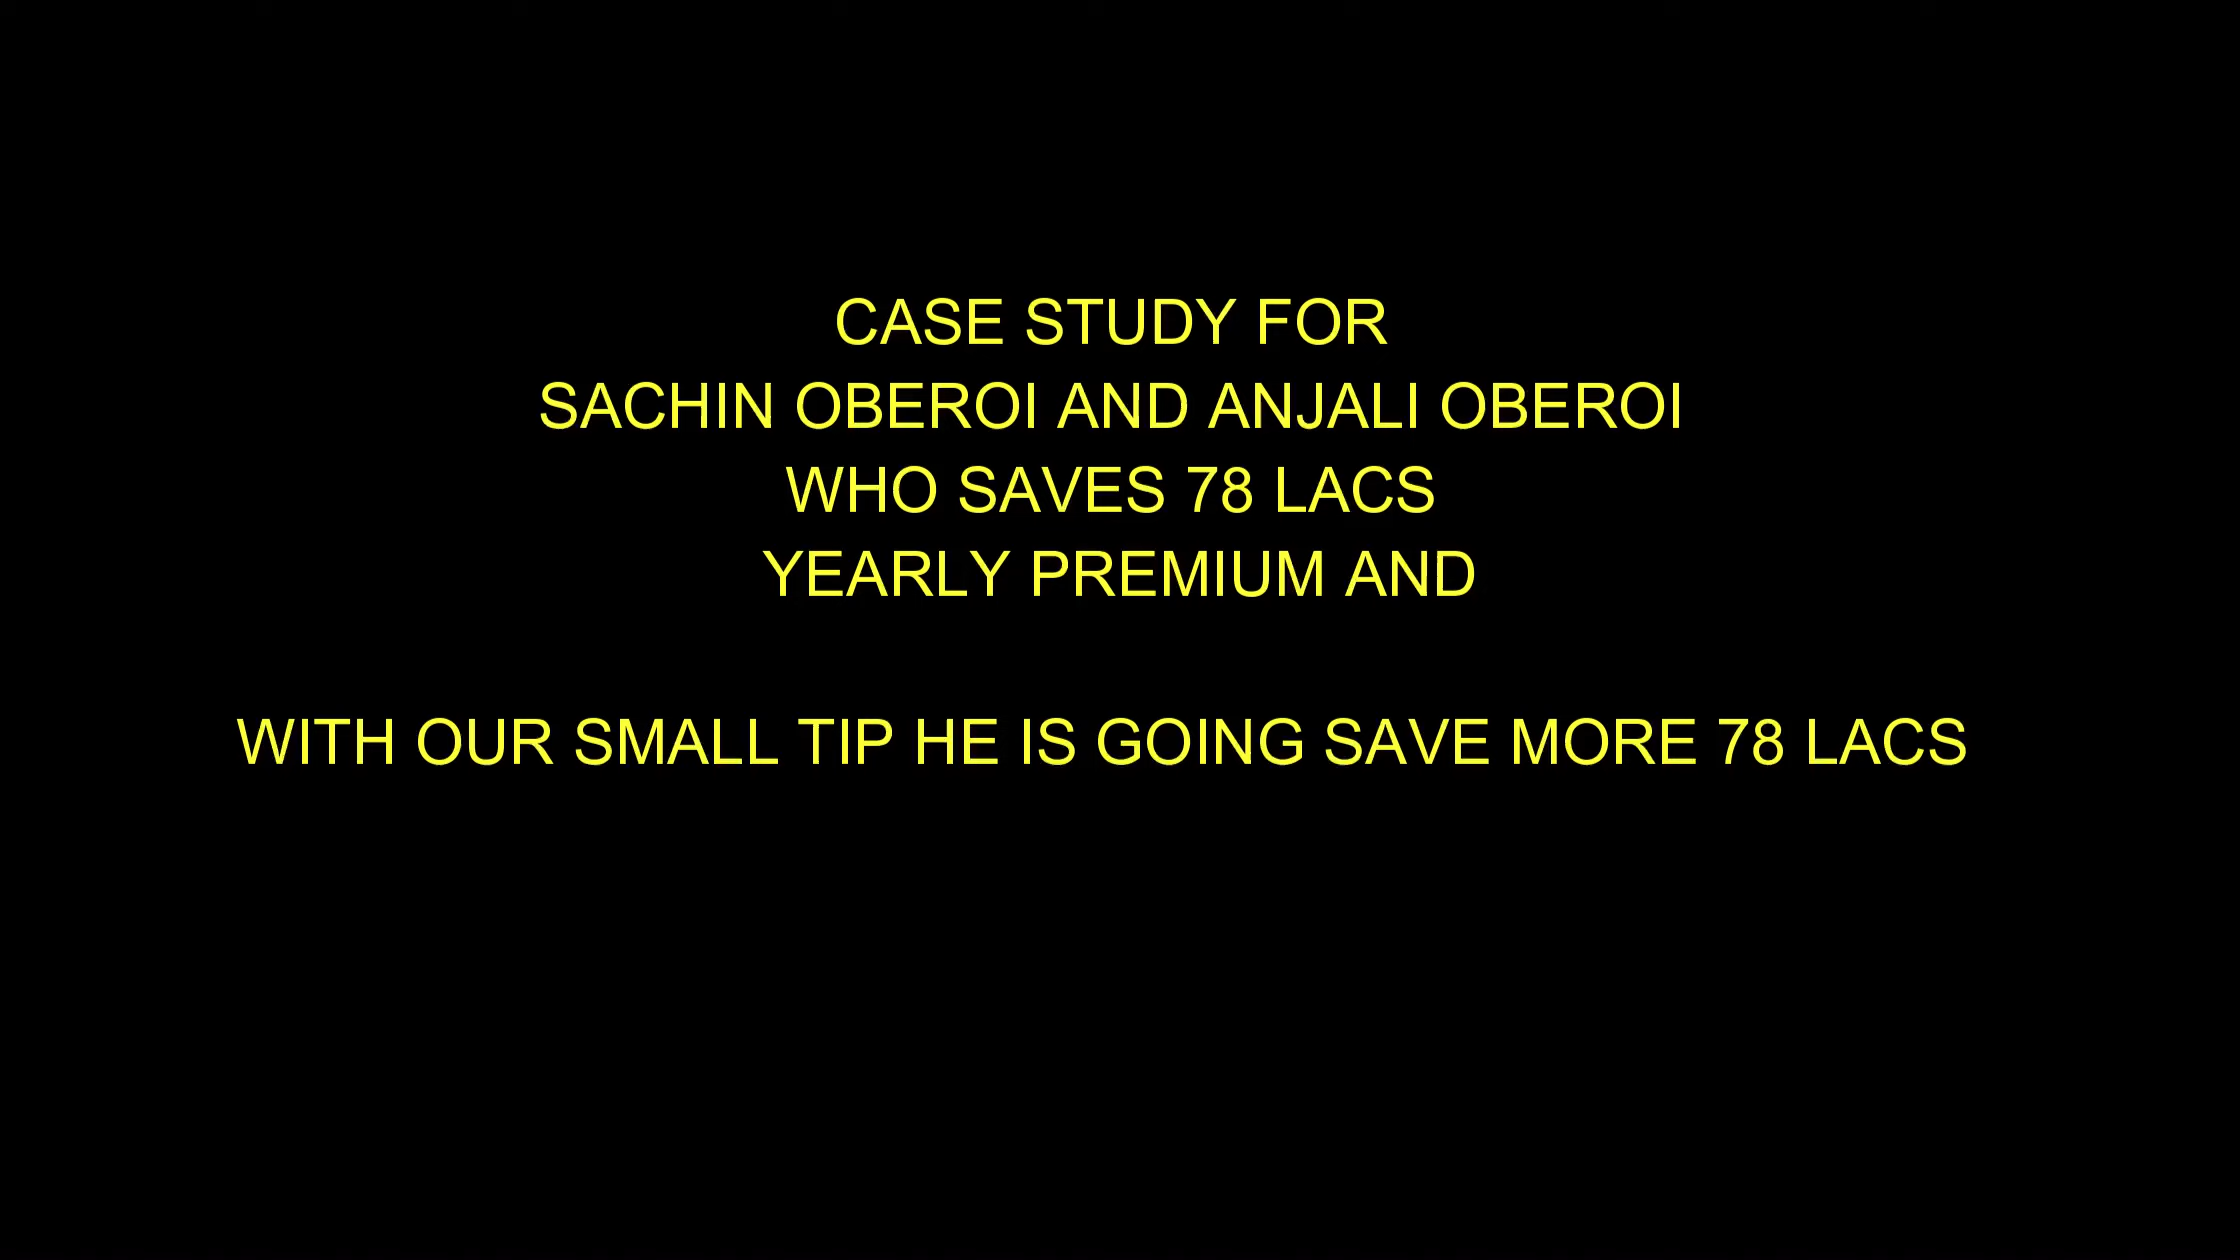 CASE STUDY FOR
SACHIN OBEROI AND ANJALI OBEROI
WHO SAVES 78 LACS
YEARLY PREMIUM AND
WITH OUR SMALL TIP HE IS GOING SAVE MORE 78 LACS